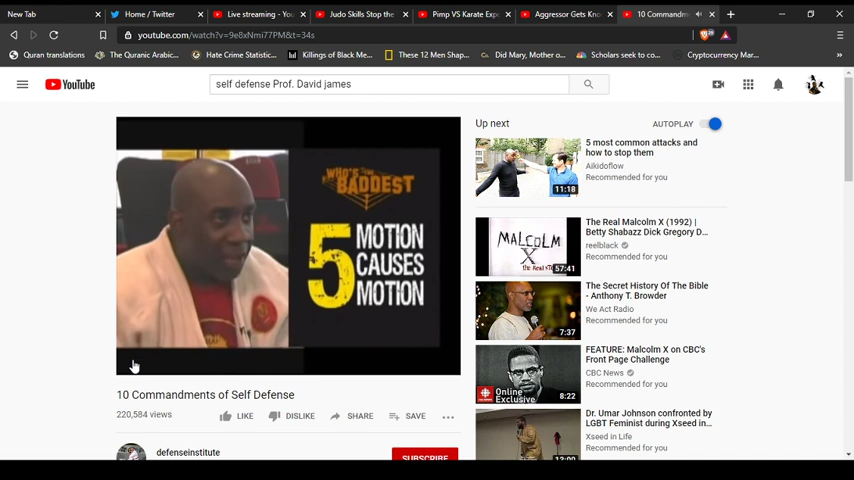 New Tab
Home / Twitter
Live streaming - You
Judo Skills Stop the
Pimp VS Karate Expe
Aggressor Gets Kno
10 Commandm
youtube.com/watch?v=9e8xNmi77PM&t=34s
Quran translations
The Quranic Arabic...
Hate Crime Statistic...
Killings of Black Me...
These 12 Men Shap...
Did Mary, Mother o...
Scholars seek to co...
Cryptocurrency Mar...
YouTube
self defense Prof. David james
WHO'S THE
BADDEST
5 MOTION
CAUSES
MOTION
10 Commandments of Self Defense
220,584 views
LIKE
DISLIKE
SHARE
SAVE
defenseinstitute
SUBSCRIBE
Up next
AUTOPLAY
5 most common attacks and
how to stop them
Aikidoflow
Recommended for you
11:18
The Real Malcolm X (1992) |
Betty Shabazz Dick Gregory D...
reelblack
Recommended for you
MALCOLM
X
the Real
57:41
The Secret History Of The Bible
- Anthony T. Browder
We Act Radio
Recommended for you
7:37
FEATURE: Malcolm X on CBC's
Front Page Challenge
CBC News
Recommended for you
Online
Exclusive
8:22
Dr. Umar Johnson confronted by
LGBT Feminist during Xseed in...
Xseed in Life
Recommended for you